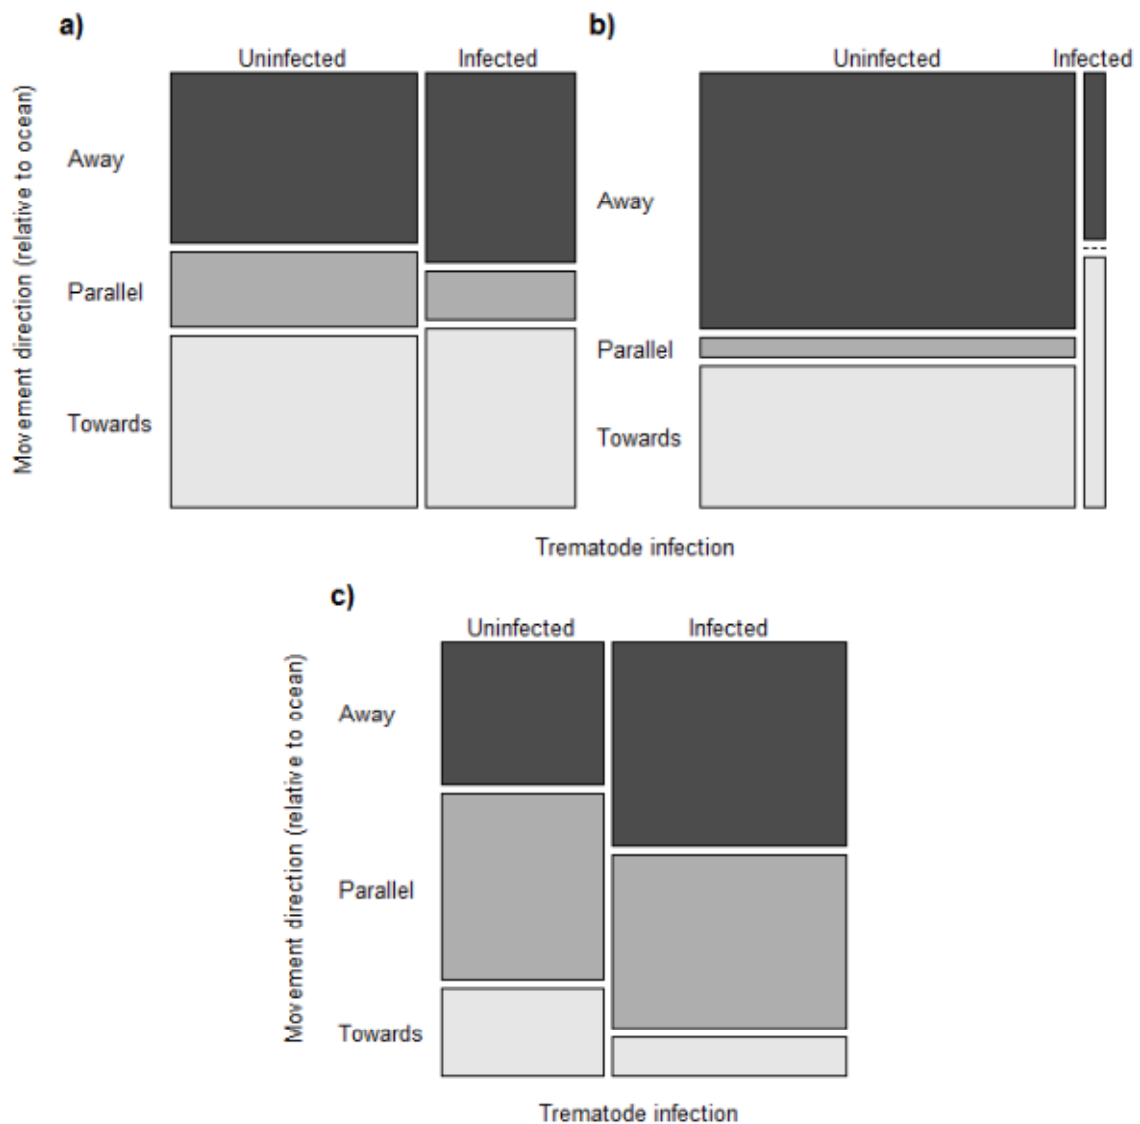 a)
Uninfected Infected
Movement direction (relative to ocean)
Away
Parallel
Towards
b)
Uninfected Infected
Away
Parallel
Towards
Trematode infection
c)
Uninfected Infected
Movement direction (relative to ocean)
Away
Parallel
Towards
Trematode infection